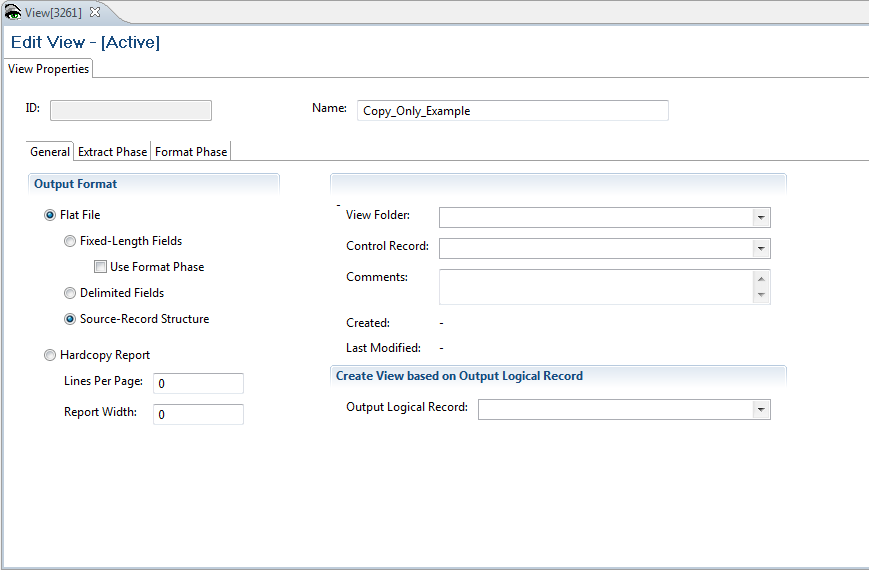 View[3261]
Edit View - [Active]
View Properties
ID:
Name: Copy_Only_Example
General Extract Phase Format Phase
Output Format
Flat File
Fixed-Length Fields
Use Format Phase
Delimited Fields
Source-Record Structure
Hardcopy Report
Lines Per Page: 0
Report Width: 0
-
View Folder:
Control Record:
Comments:
Created: -
Last Modified: -
Create View based on Output Logical Record
Output Logical Record: